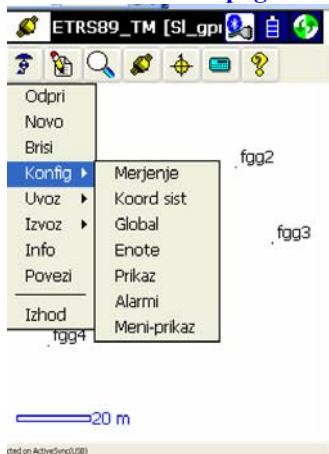 ETRS89_TM [Sl_gpi
Odpri
Novo
Brisi
Konfig
Uvoz
Izvoz
Info
Povezi
Izhod
Merjenje
Koord sist
Global
Enote
Prikaz
Alarmi
Meni-prikaz
fgg2
fgg3
fgg4
20 m
cted on ActiveSync(USB)